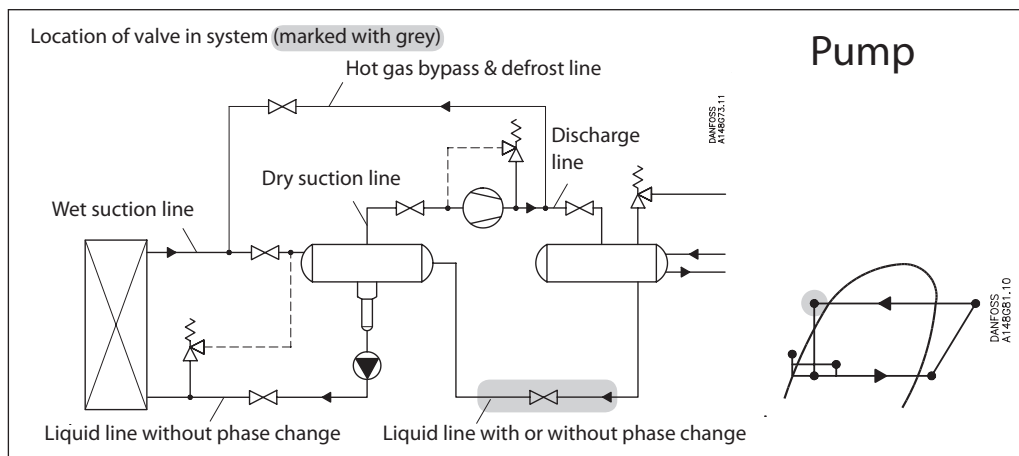 Location of valve in system (marked with grey)
Pump
Hot gas bypass & defrost line
DANFOSS
A148G73.11
Discharge
line
Dry suction line
Wet suction line
DANFOSS
A148G81.10
Liquid line without phase change
Liquid line with or without phase change